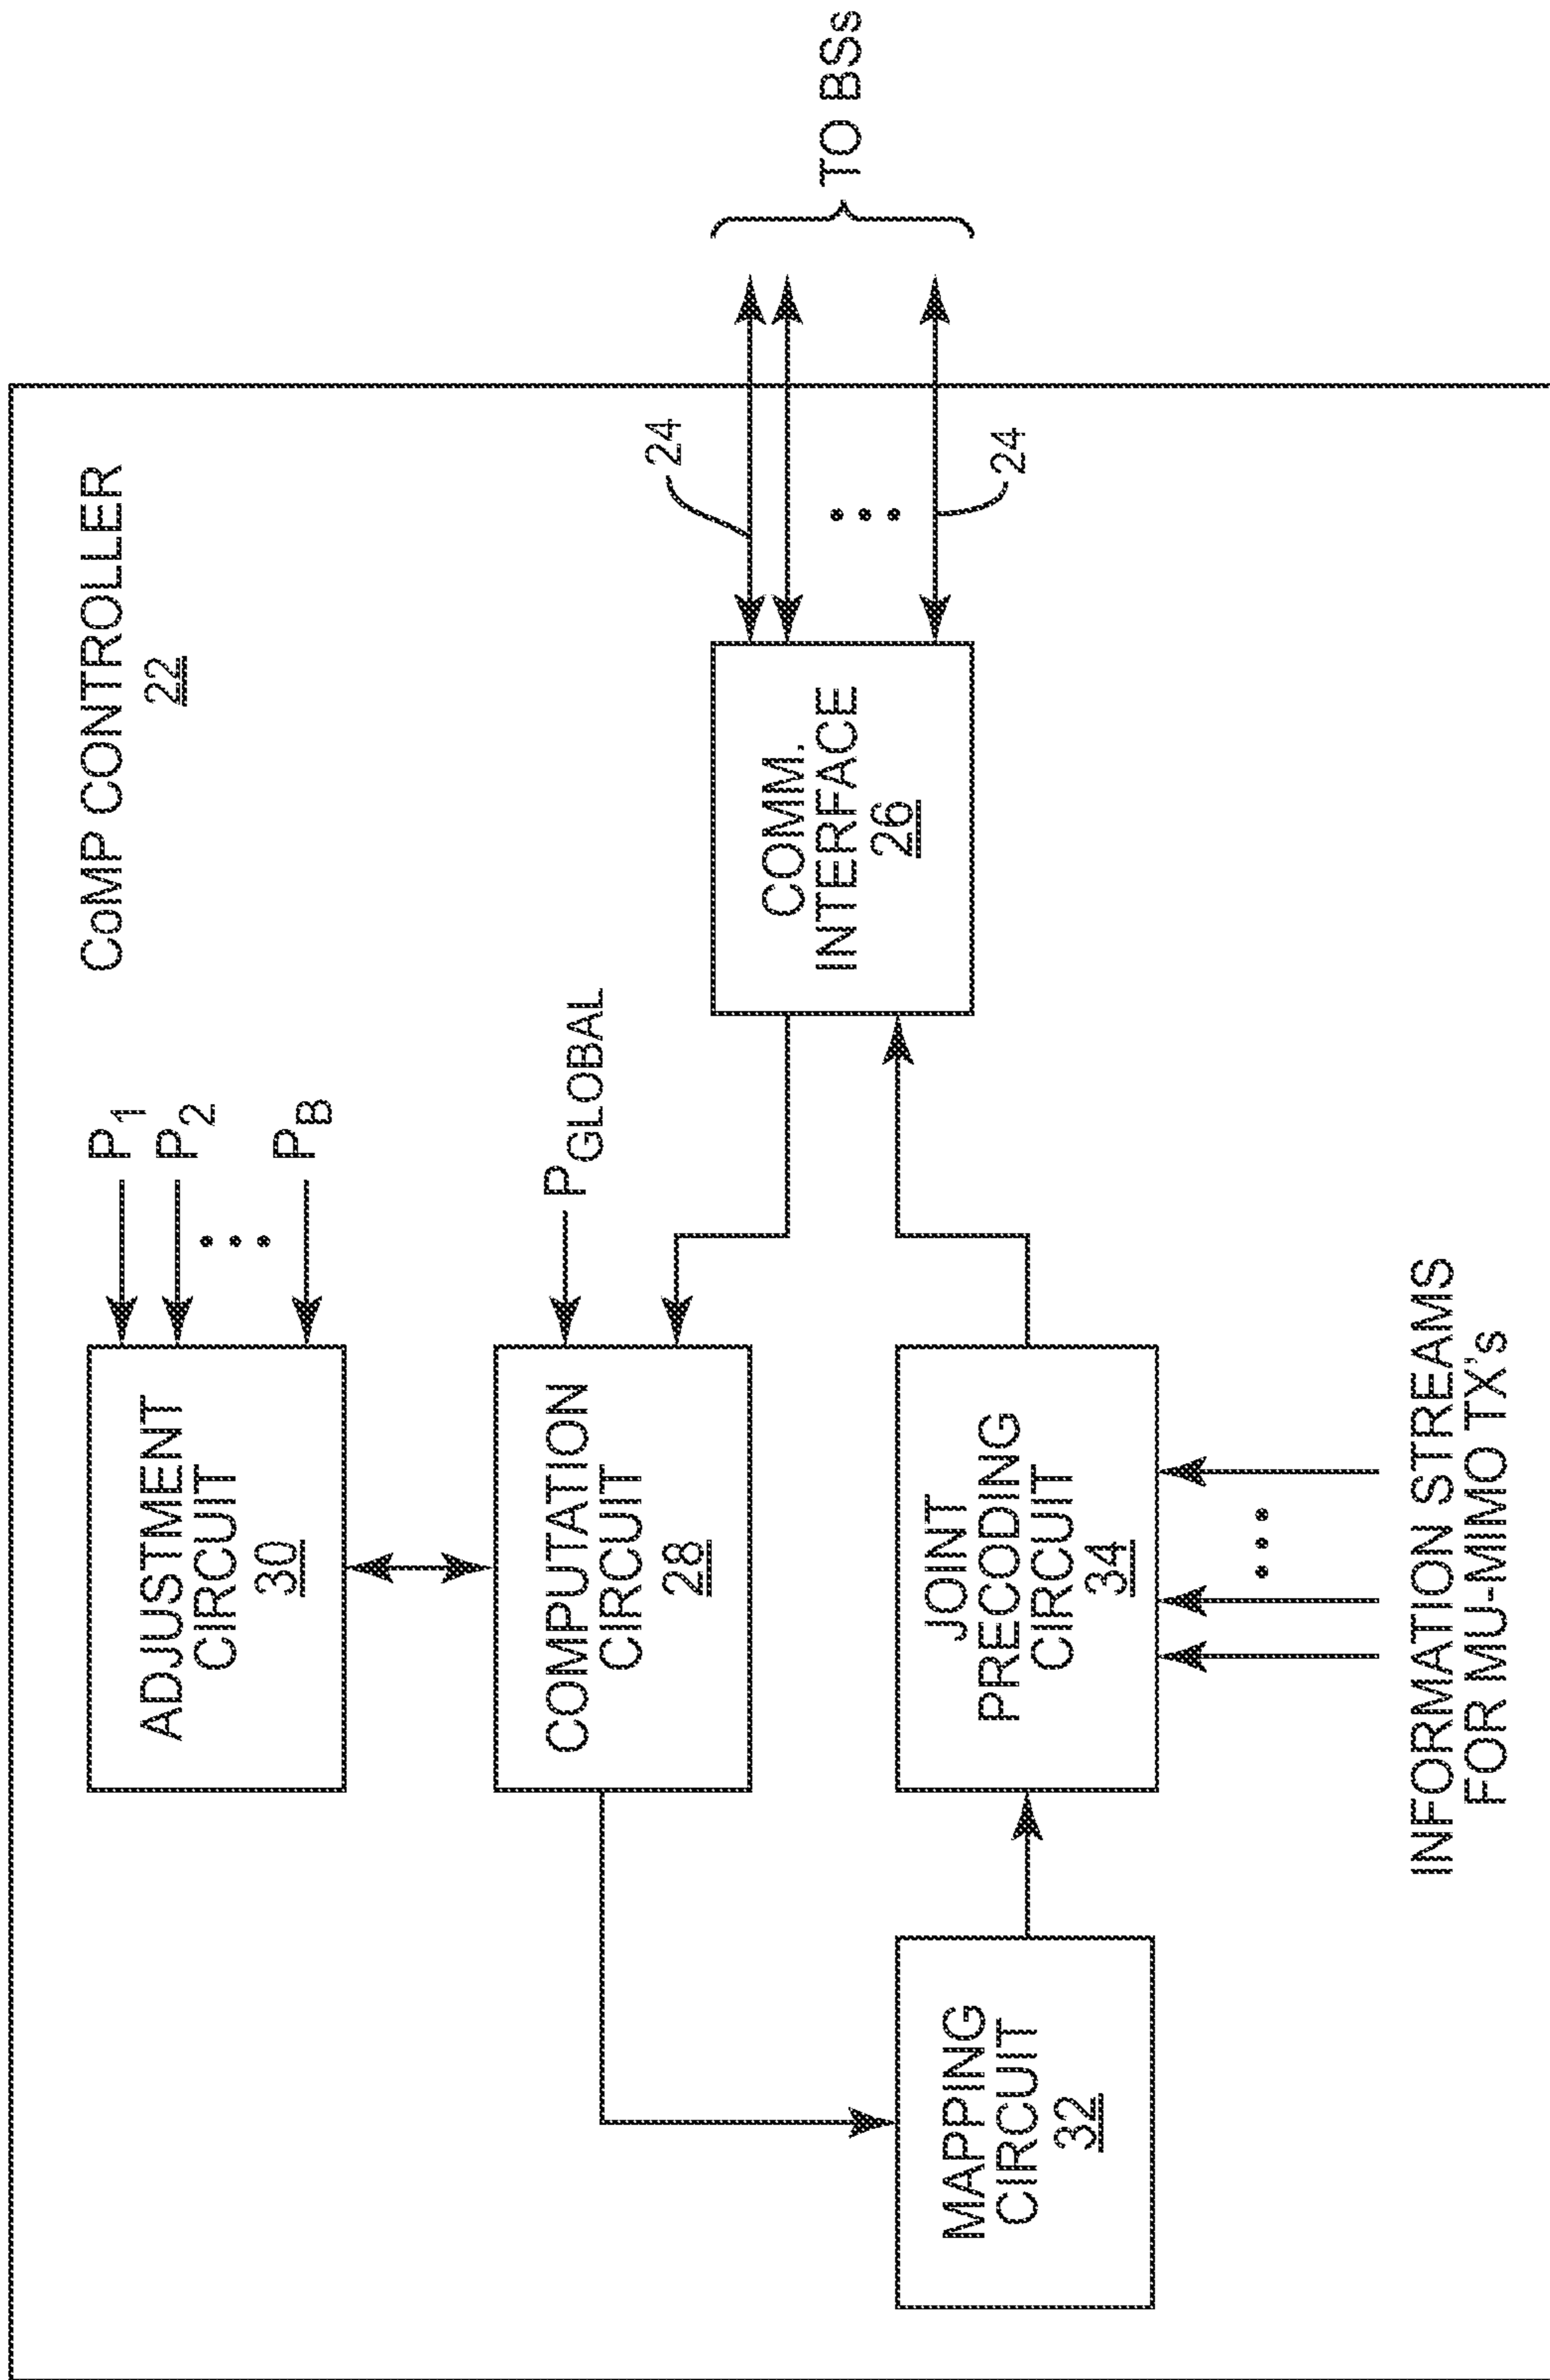 CoMP CONTROLLER
22
P1
P2
PB
ADJUSTMENT
CIRCUIT
30
PGLOBAL
COMPUTATION
CIRCUIT
28
24
TO BSs
COMM.
INTERFACE
26
24
MAPPING
CIRCUIT
32
JOINT
PRECODING
CIRCUIT
34
INFORMATION STREAMS
FOR MU-MIMO TX's